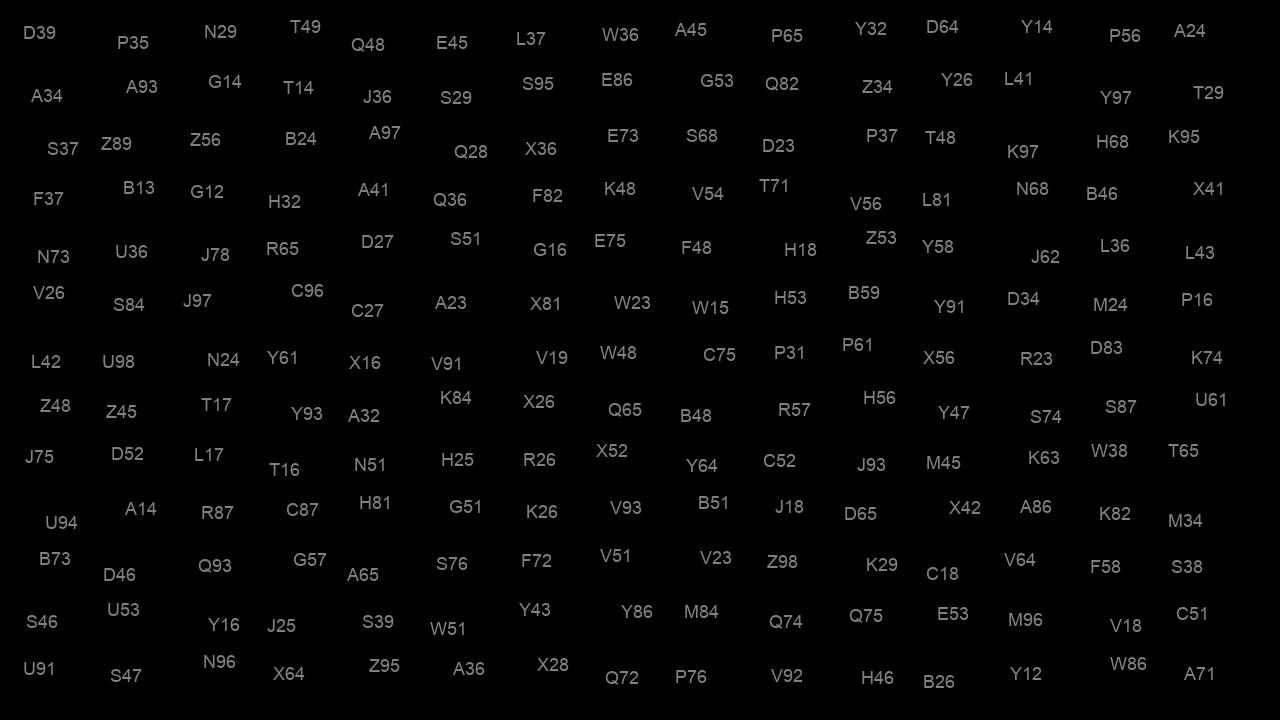 D39 P35 N29 T49 Q48 E45 L37 W36 A45 P65 Y32 D64 Y14 P56 A24
A34 A93 G14 T14 J36 S29 S95 E86 G53 Q82 Z34 Y26 L41 Y97 T29
S37 Z89 Z56 B24 A97 Q28 X36 E73 S68 D23 P37 T48 K97 H68 K95
F37 B13 G12 H32 A41 Q36 F82 K48 V54 T71 V56 L81 N68 B46 X41
N73 U36 J78 R65 D27 S51 G16 E75 F48 H18 Z53 Y58 J62 L36 L43
V26 S84 J97 C96 C27 A23 X81 W23 W15 H53 B59 Y91 D34 M24 P16
L42 U98 N24 Y61 X16 V91 V19 W48 C75 P31 P61 X56 R23 D83 K74
Z48 Z45 T17 Y93 A32 K84 X26 Q65 B48 R57 H56 Y47 S74 S87 U61
J75 D52 L17 T16 N51 H25 R26 X52 Y64 C52 J93 M45 K63 W38 T65
U94 A14 R87 C87 H81 G51 K26 V93 B51 J18 D65 X42 A86 K82 M34
B73 D46 Q93 G57 A65 S76 F72 V51 V23 Z98 K29 C18 V64 F58 S38
S46 U53 Y16 J25 S39 W51 Y43 Y86 M84 Q74 Q75 E53 M96 V18 C51
U91 S47 N96 X64 Z95 A36 X28 Q72 P76 V92 H46 B26 Y12 W86 A71